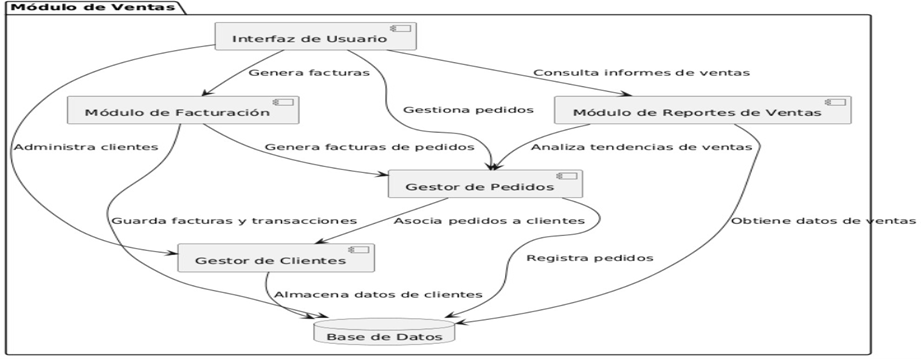 Módulo de Ventas
Interfaz de Usuario
Genera facturas
Consulta informes de ventas
Módulo de Facturación
Gestiona pedidos
Módulo de Reportes de Ventas
Administra clientes
Genera facturas de pedidos
Analiza tendencias de ventas
Gestor de Pedidos
Guarda facturas y transacciones
Asocia pedidos a clientes
Obtiene datos de ventas
Gestor de Clientes
Registra pedidos
Almacena datos de clientes
Base de Datos